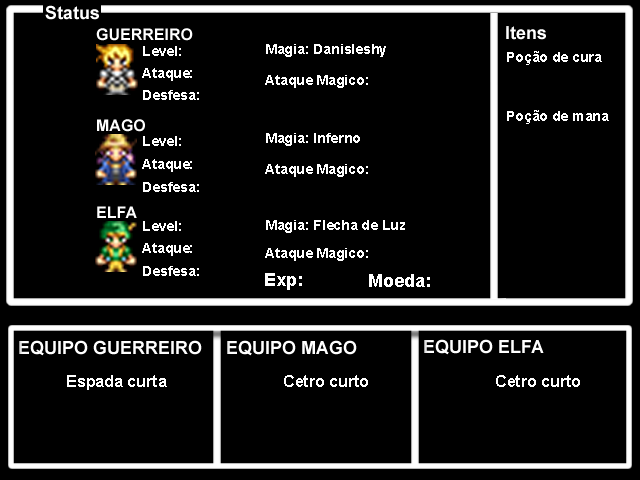 Status
GUERREIRO
Level:
Magia: Danisleshy
Ataque:
Ataque Magico:
Desfesa:
MAGO
Level:
Magia: Inferno
Ataque:
Ataque Magico:
Desfesa:
ELFA
Level:
Magia: Flecha de Luz
Ataque:
Ataque Magico:
Desfesa:
Exp: Moeda:
Itens
Poção de cura
Poção de mana
EQUIPO GUERREIRO
Espada curta
EQUIPO MAGO
Cetro curto
EQUIPO ELFA
Cetro curto